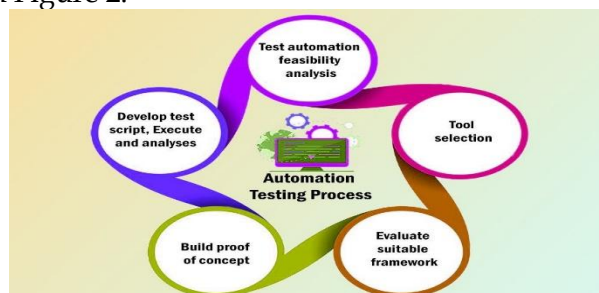 Figure 2.
Test automation
feasibility
analysis
Tool
selection
Evaluate
suitable
framework
Build proof
of concept
Develop test
script, Execute
and analyses
Automation
Testing Process